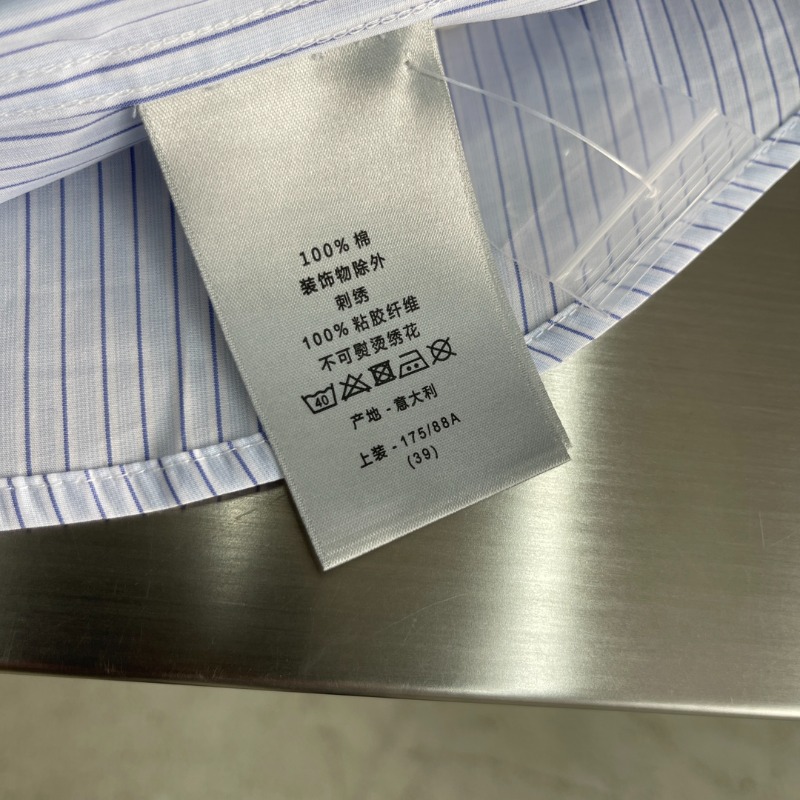 100% 棉
装饰物除外
刺绣
100% 粘胶纤维
不可熨烫绣花
40
产地 - 意大利
上装 - 175/88A
(39)